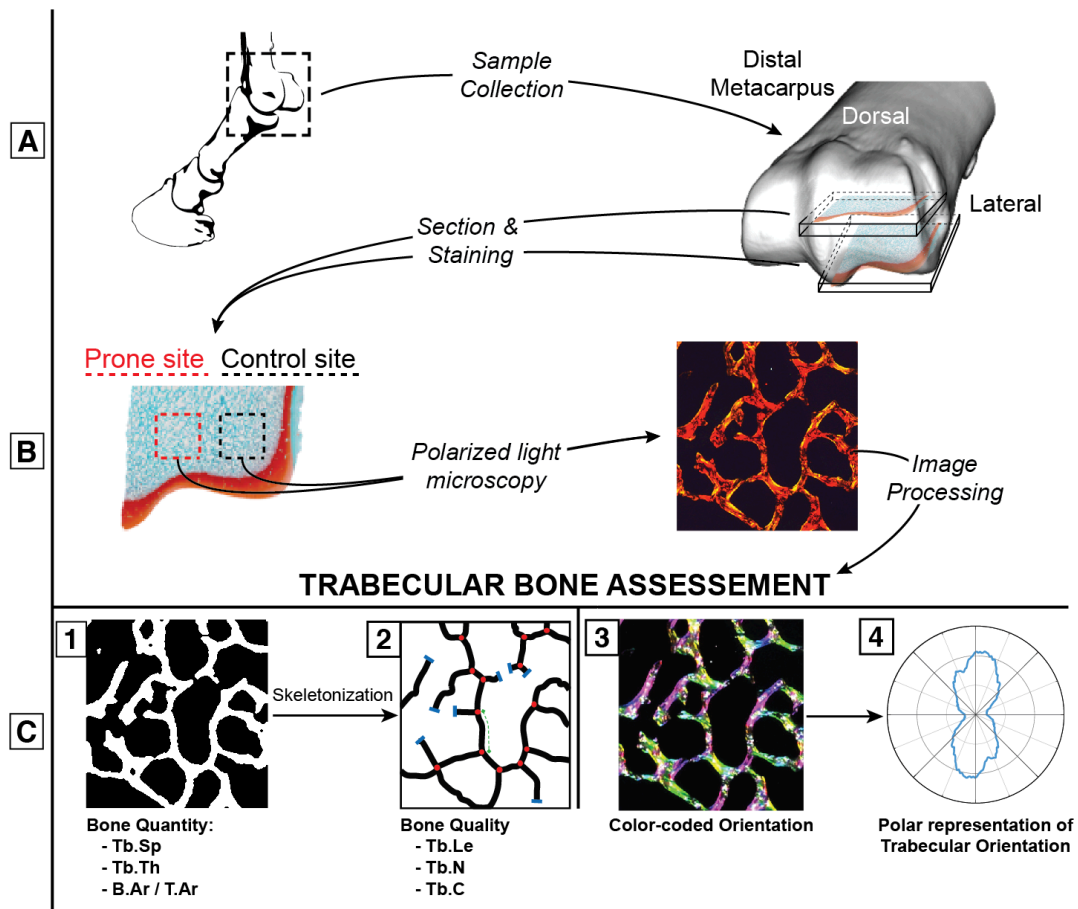 A
Sample
Collection
Distal
Metacarpus
Dorsal
Lateral
Section &
Staining
B
Prone site
Control site
Polarized light
microscopy
Image
Processing
TRABECULAR BONE ASSESSEMENT
C
1
Skeletonization
2
3
4
Bone Quantity:
- Tb.Sp
- Tb.Th
- B.Ar / T.Ar
Bone Quality
- Tb.Le
- Tb.N
- Tb.C
Color-coded Orientation
Polar representation of
Trabecular Orientation